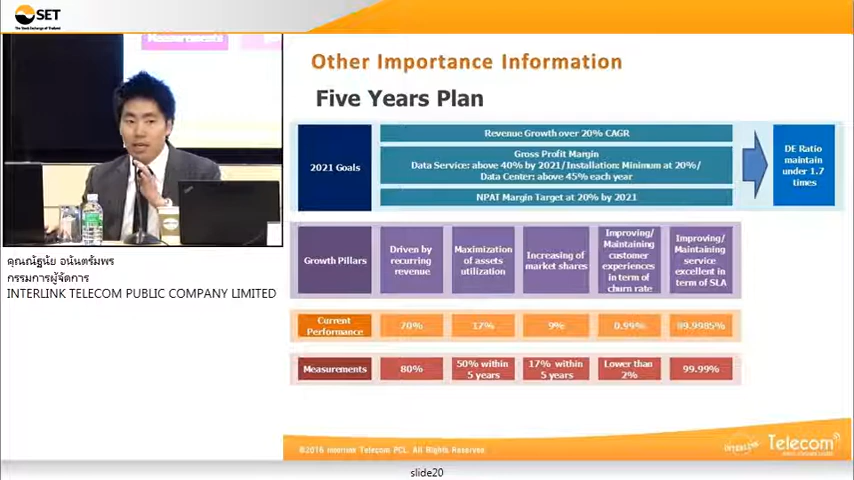 SET
The Stock Exchange of Thailand
Other Importance Information
Five Years Plan
2021 Goals
Revenue Growth over 20% CAGR
Gross Profit Margin
Data Service: above 40% by 2021/Installation: Minimum at 20%/
Data Center: above 45% each year
NPAT Margin Target at 20% by 2021
DE Ratio
maintain
under 1.7
times
Growth Pillars
Driven by
recurring
revenue
Maximization
of assets
utilization
Increasing of
market shares
Improving/
Maintaining
customer
experiences
in term of
churn rate
Improving/
Maintaining
service
excellent in
term of SLA
Current
Performance
70%
17%
9%
0.99%
89.9985%
Measurements
80%
50% within
5 years
17% within
5 years
Lower than
2%
99.99%
คุณณัฐนัย อนันตรัมพร
กรรมการผู้จัดการ
INTERLINK TELECOM PUBLIC COMPANY LIMITED
©2016 Interlink Telecom PCL. All Rights Reserve
INTERLINK Telecom
slide20